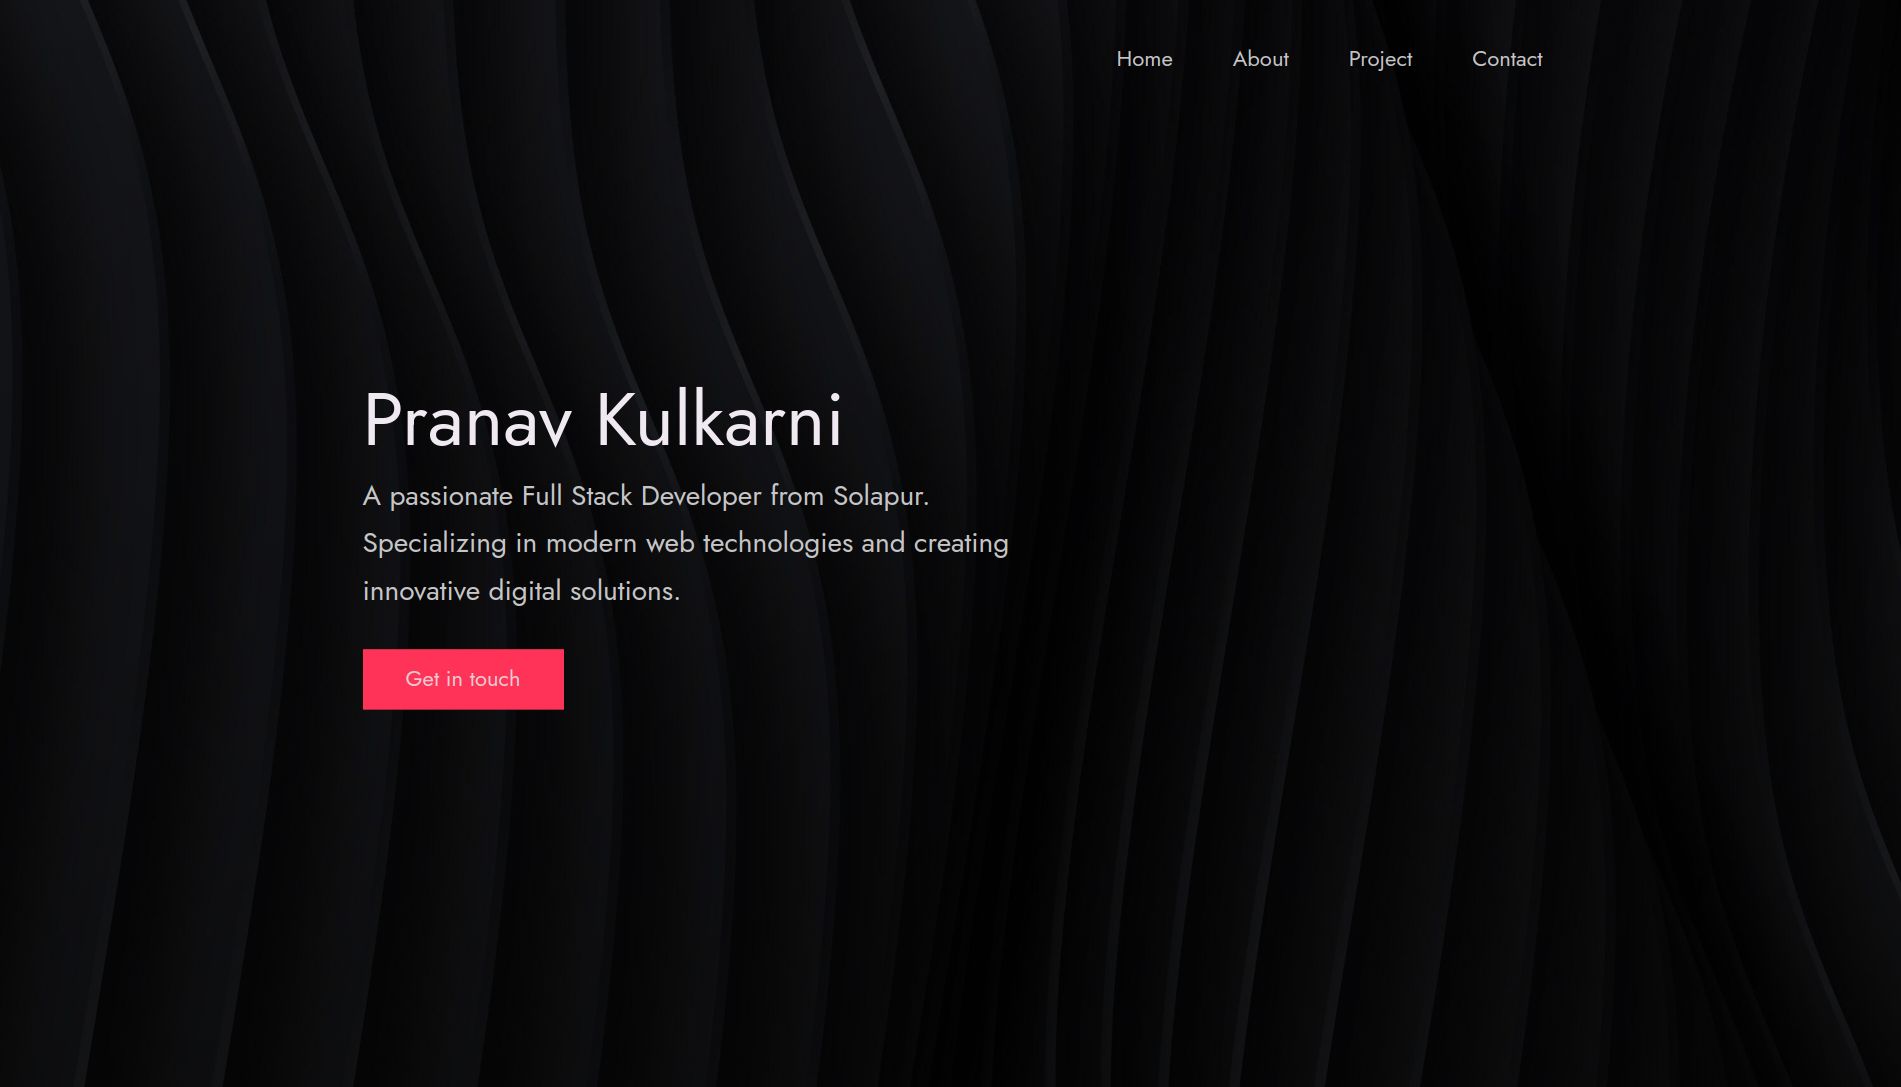 Home About Project Contact
Pranav Kulkarni
A passionate Full Stack Developer from Solapur.
Specializing in modern web technologies and creating
innovative digital solutions.
Get in touch